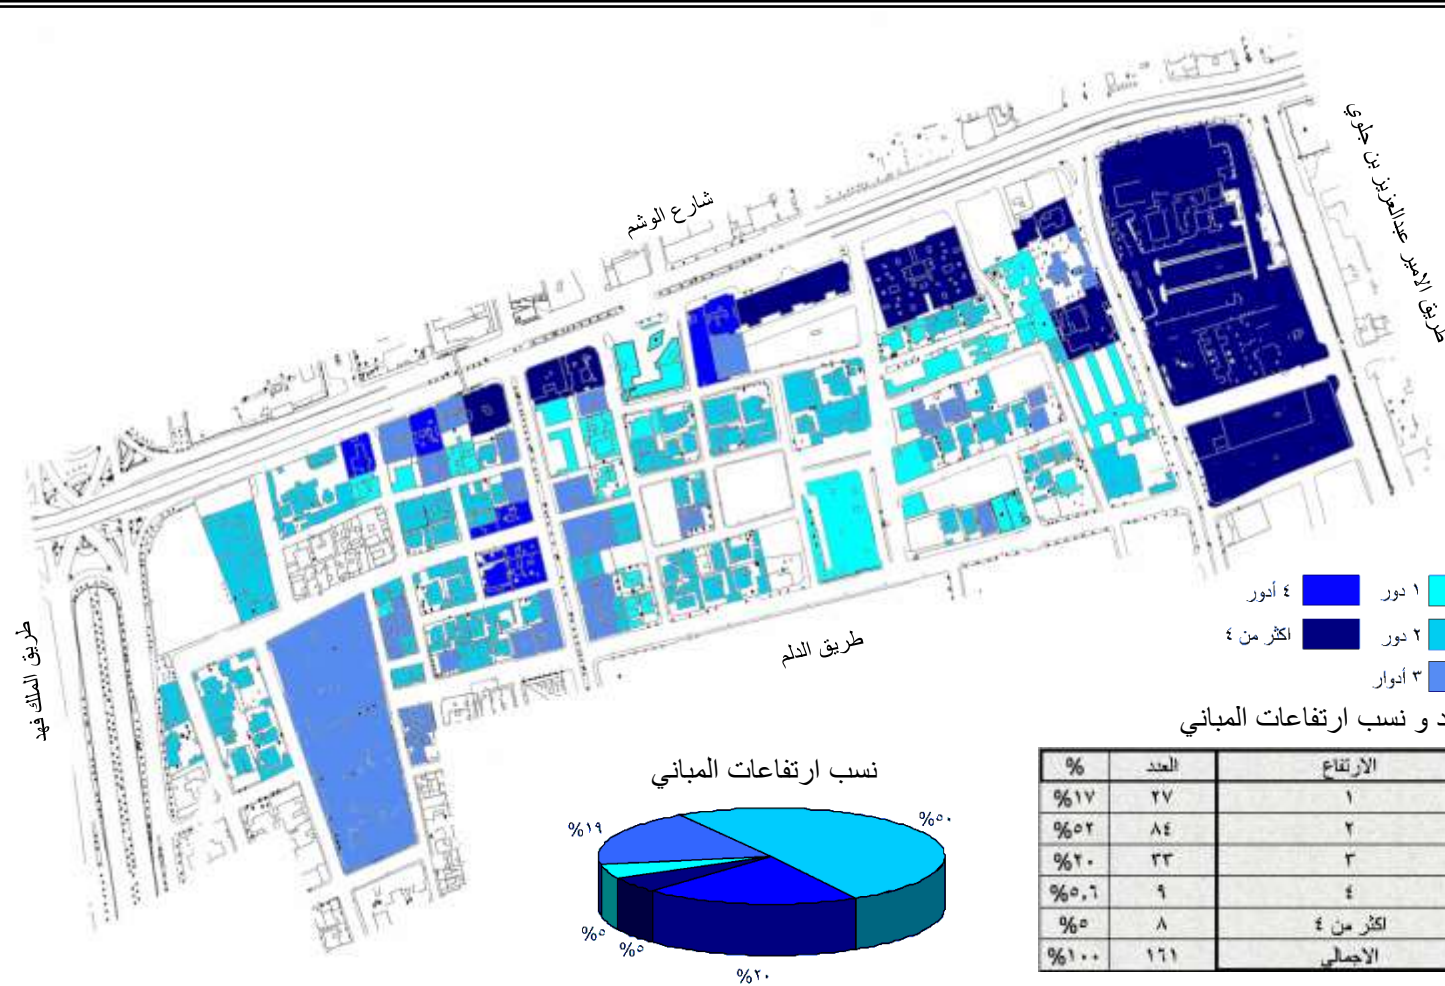 شارع الوشم
طريق الامير عبدالعزيز بن جلوي
طريق الملك فهد
طريق الدلم
١ دور
٤ أدور
٢ دور
اكثر من ٤
٣ أدوار
د و نسب ارتفاعات المباني
الارتفاع العدد %
١ ٢٧ %١٧
٢ ٨٤ %٥٢
٣ ٣٣ %٢٠
٤ ٩ %٥,٦
اكثر من ٤ ٨ %٥
الاجمالي ١٦١ %١٠٠
نسب ارتفاعات المباني
%٥٠
%١٩
%٥
%٥
%٢٠